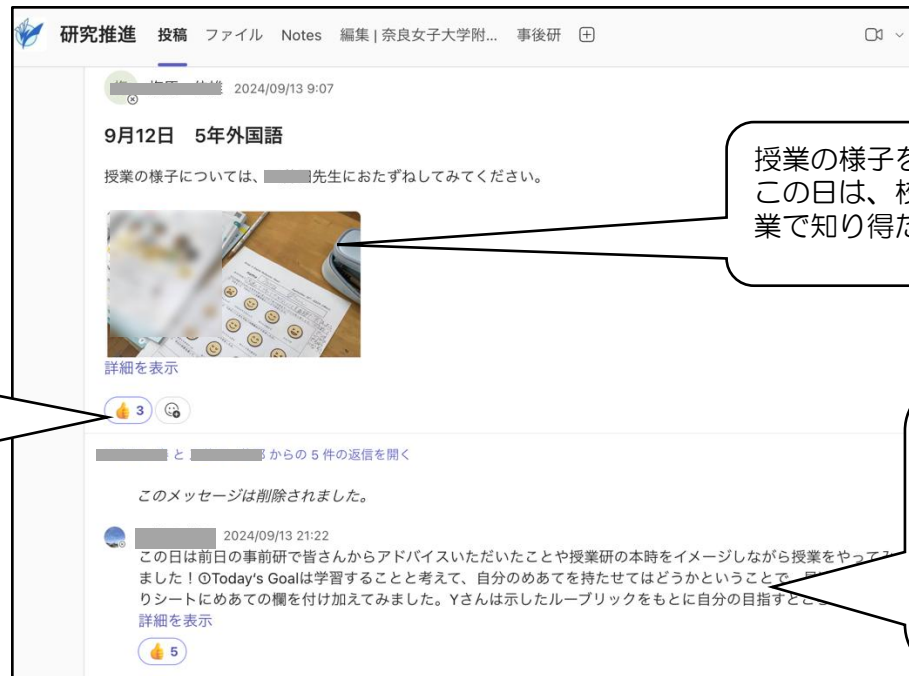 研究推進 投稿 ファイル Notes 編集 | 奈良女子大学附... 事後研
2024/09/13 9:07
9月12日 5年外国語
授業の様子については、先生におたずねしてみてください。
授業の様子を
この日は、校
業で知り得た
詳細を表示
3
と からの 5 件の返信を開く
このメッセージは削除されました。
2024/09/13 21:22
この日は前日の事前研で皆さんからアドバイスいただいたことや授業研の本時をイメージしながら授業をやってみ
ました!①Today's Goalは学習することと考えて、自分のめあてを持たせてはどうかということで、
りシートにめあての欄を付け加えてみました。Yさんは示したルーブリックをもとに自分の目指すところ
詳細を表示
5